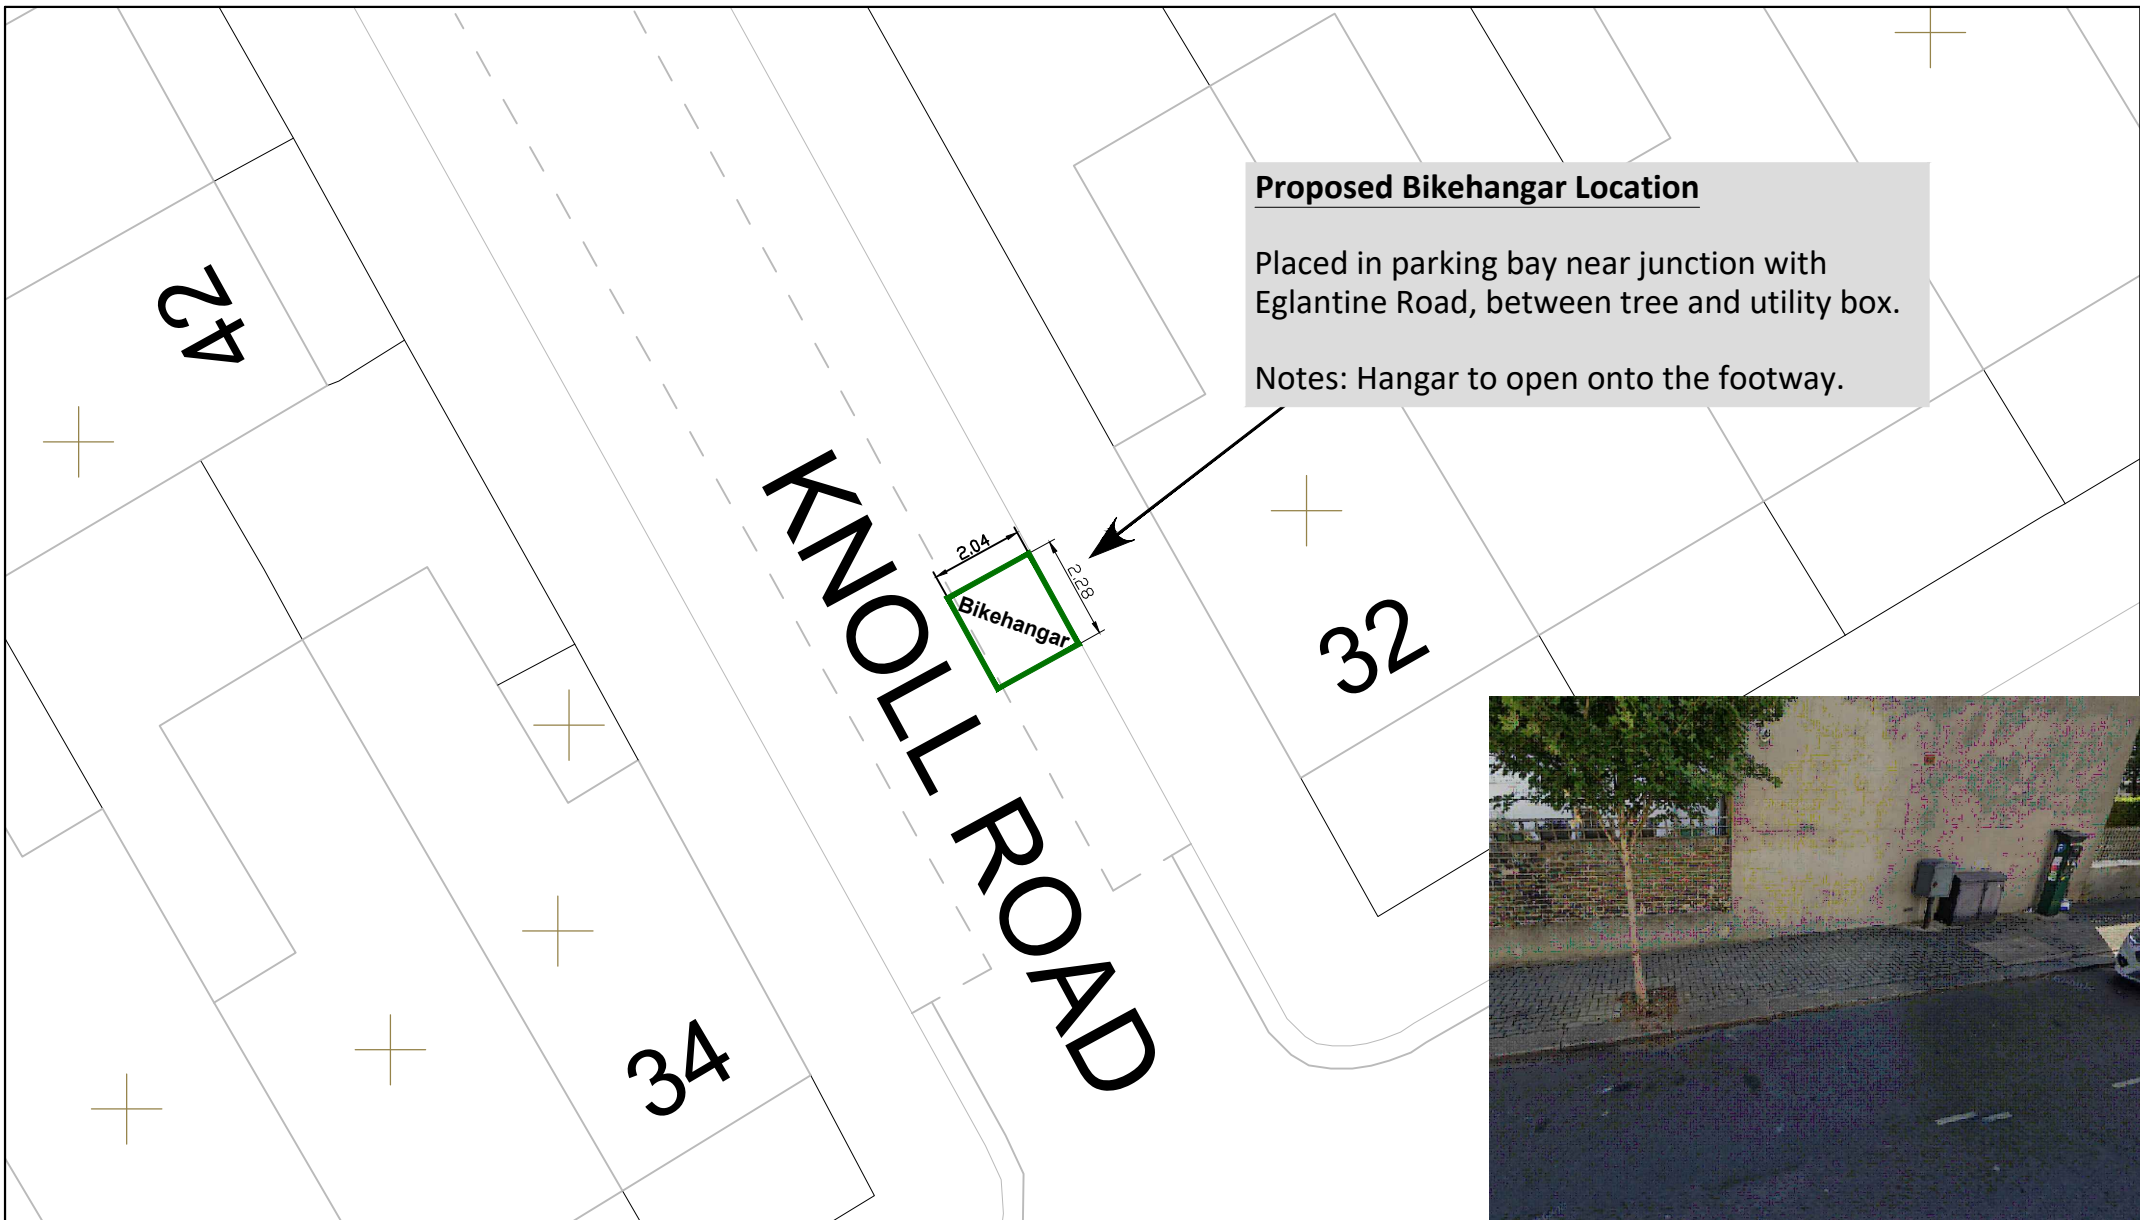 Proposed Bikehangar Location
Placed in parking bay near junction with
Eglantine Road, between tree and utility box.
Notes: Hangar to open onto the footway.
42
KNOLL ROAD
2.04
2.28
Bikehangar
32
34